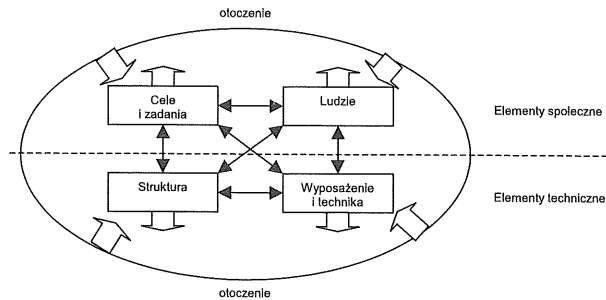 otoczenie
Cele
i zadania
Ludzie
Elementy społeczne
Struktura
Wyposażenie
i technika
Elementy techniczne
otoczenie